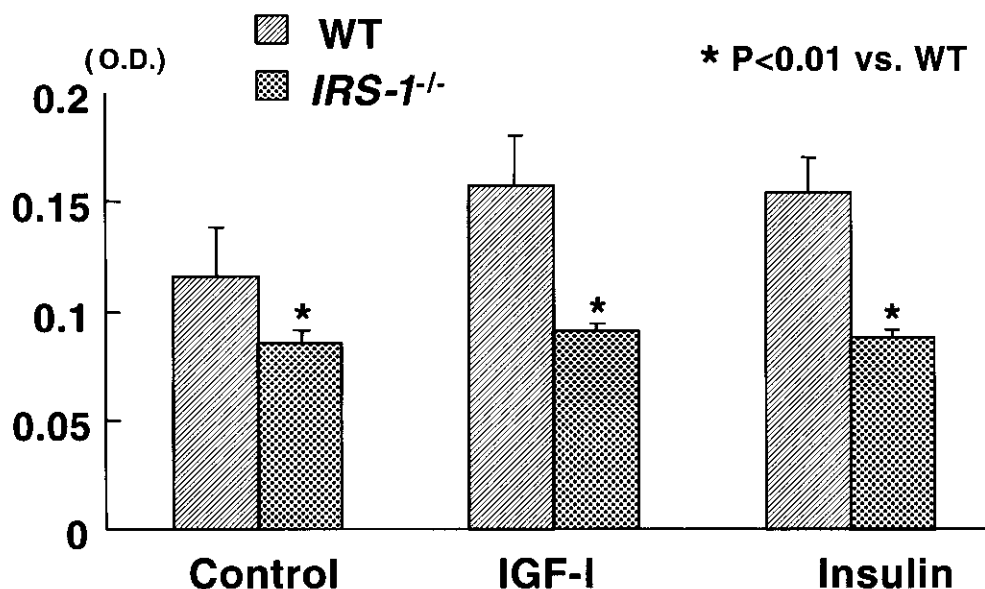 (O.D.)
WT
IRS-1-/-
* P<0.01 vs. WT
0.2
0.15
0.1
0.05
0
*
*
*
Control
IGF-I
Insulin